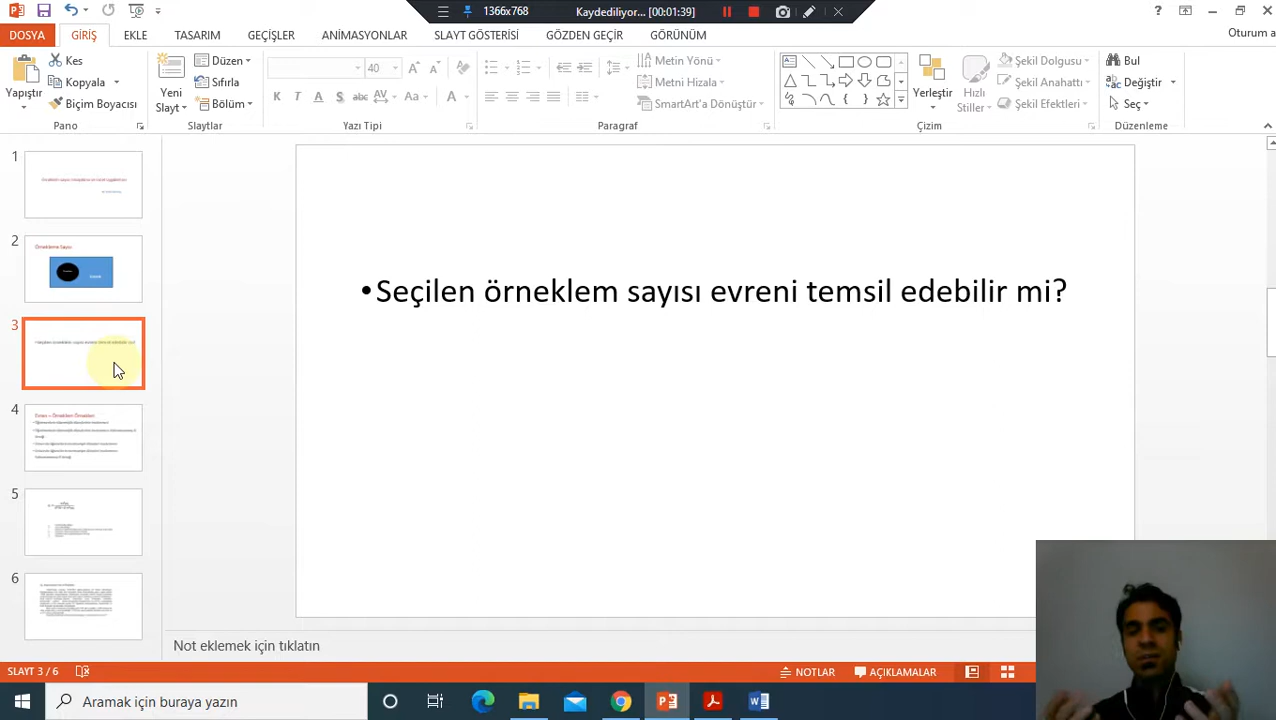 1366x768
Kaydediliyor... [00:01:39]
Oturum a
DOSYA GİRİŞ EKLE TASARIM GEÇİŞLER ANİMASYONLAR SLAYT GÖSTERİSİ GÖZDEN GEÇİR GÖRÜNÜM
Yapıştır
Kes
Kopyala
Biçim Boyacısı
Pano
Yeni
Slayt
Düzen
Sıfırla
Bölüm
Slaytlar
40
K T A S abc AV Aa A
Yazı Tipi
Metin Yönü
Metni Hizala
SmartArt'a Dönüştür
Paragraf
Yerleştir
Hızlı
Stiller
Şekil Dolgusu
Şekil Anahattı
Şekil Efektleri
Çizim
Bul
Değiştir
Seç
Düzenleme
1
2
3
4
5
6
•Seçilen örneklem sayısı evreni temsil edebilir mi?
Not eklemek için tıklatın
SLAYT 3 / 6
NOTLAR
AÇIKLAMALAR
Aramak için buraya yazın